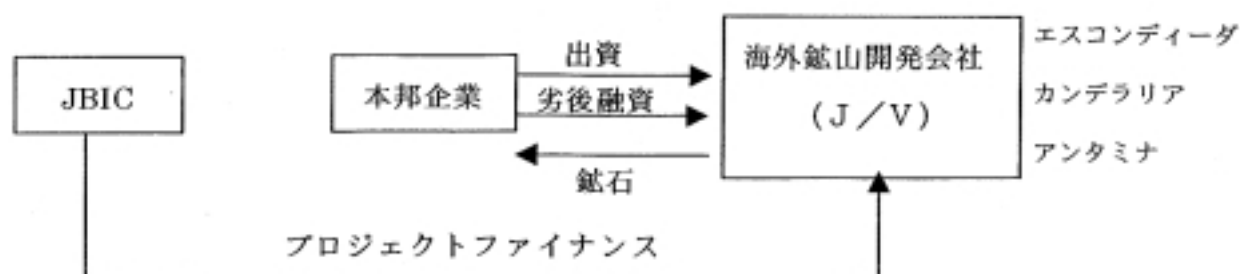 JBIC
本邦企業
出資
劣後融資
鉱石
海外鉱山開発会社
(J/V)
エスコンディーダ
カンデラリア
アンタミナ
プロジェクトファイナンス